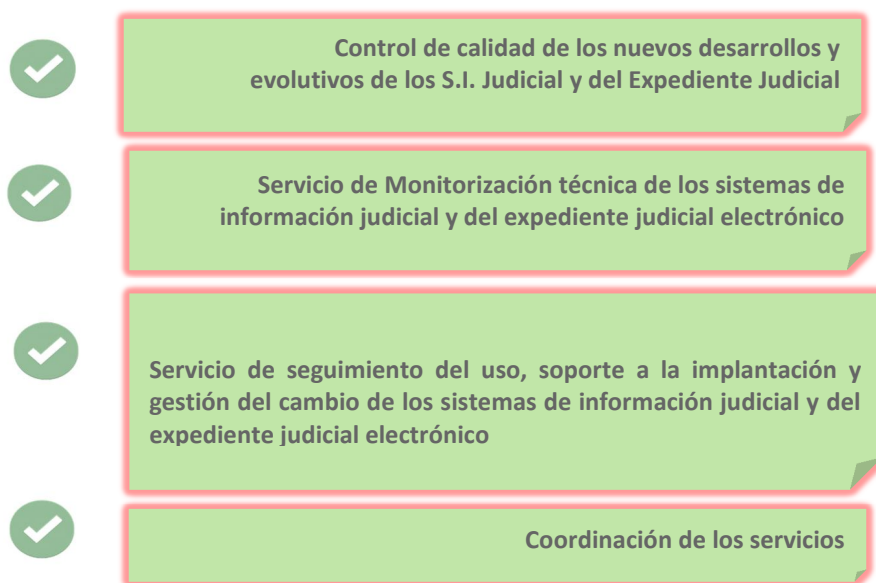 Control de calidad de los nuevos desarrollos y
evolutivos de los S.I. Judicial y del Expediente Judicial
Servicio de Monitorización técnica de los sistemas de
información judicial y del expediente judicial electrónico
Servicio de seguimiento del uso, soporte a la implantación y
gestión del cambio de los sistemas de información judicial y del
expediente judicial electrónico
Coordinación de los servicios